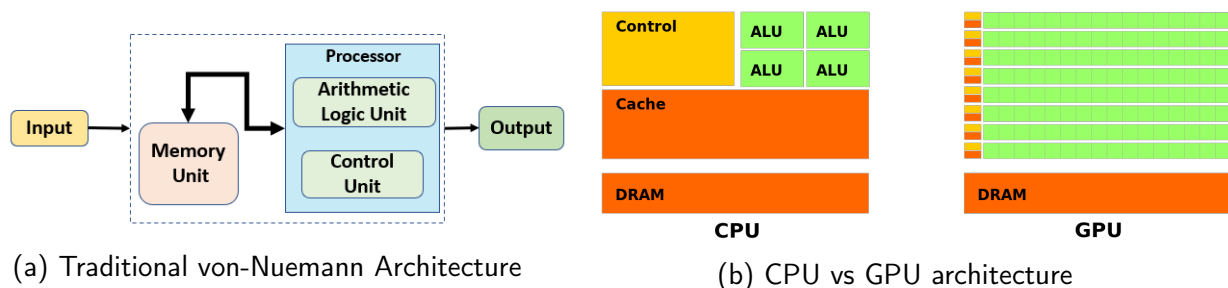 Input
Memory
Unit
Processor
Arithmetic
Logic Unit
Control
Unit
Output
(a) Traditional von-Nuemann Architecture
Control
ALU
ALU
ALU
ALU
Cache
DRAM
CPU
DRAM
GPU
(b) CPU vs GPU architecture